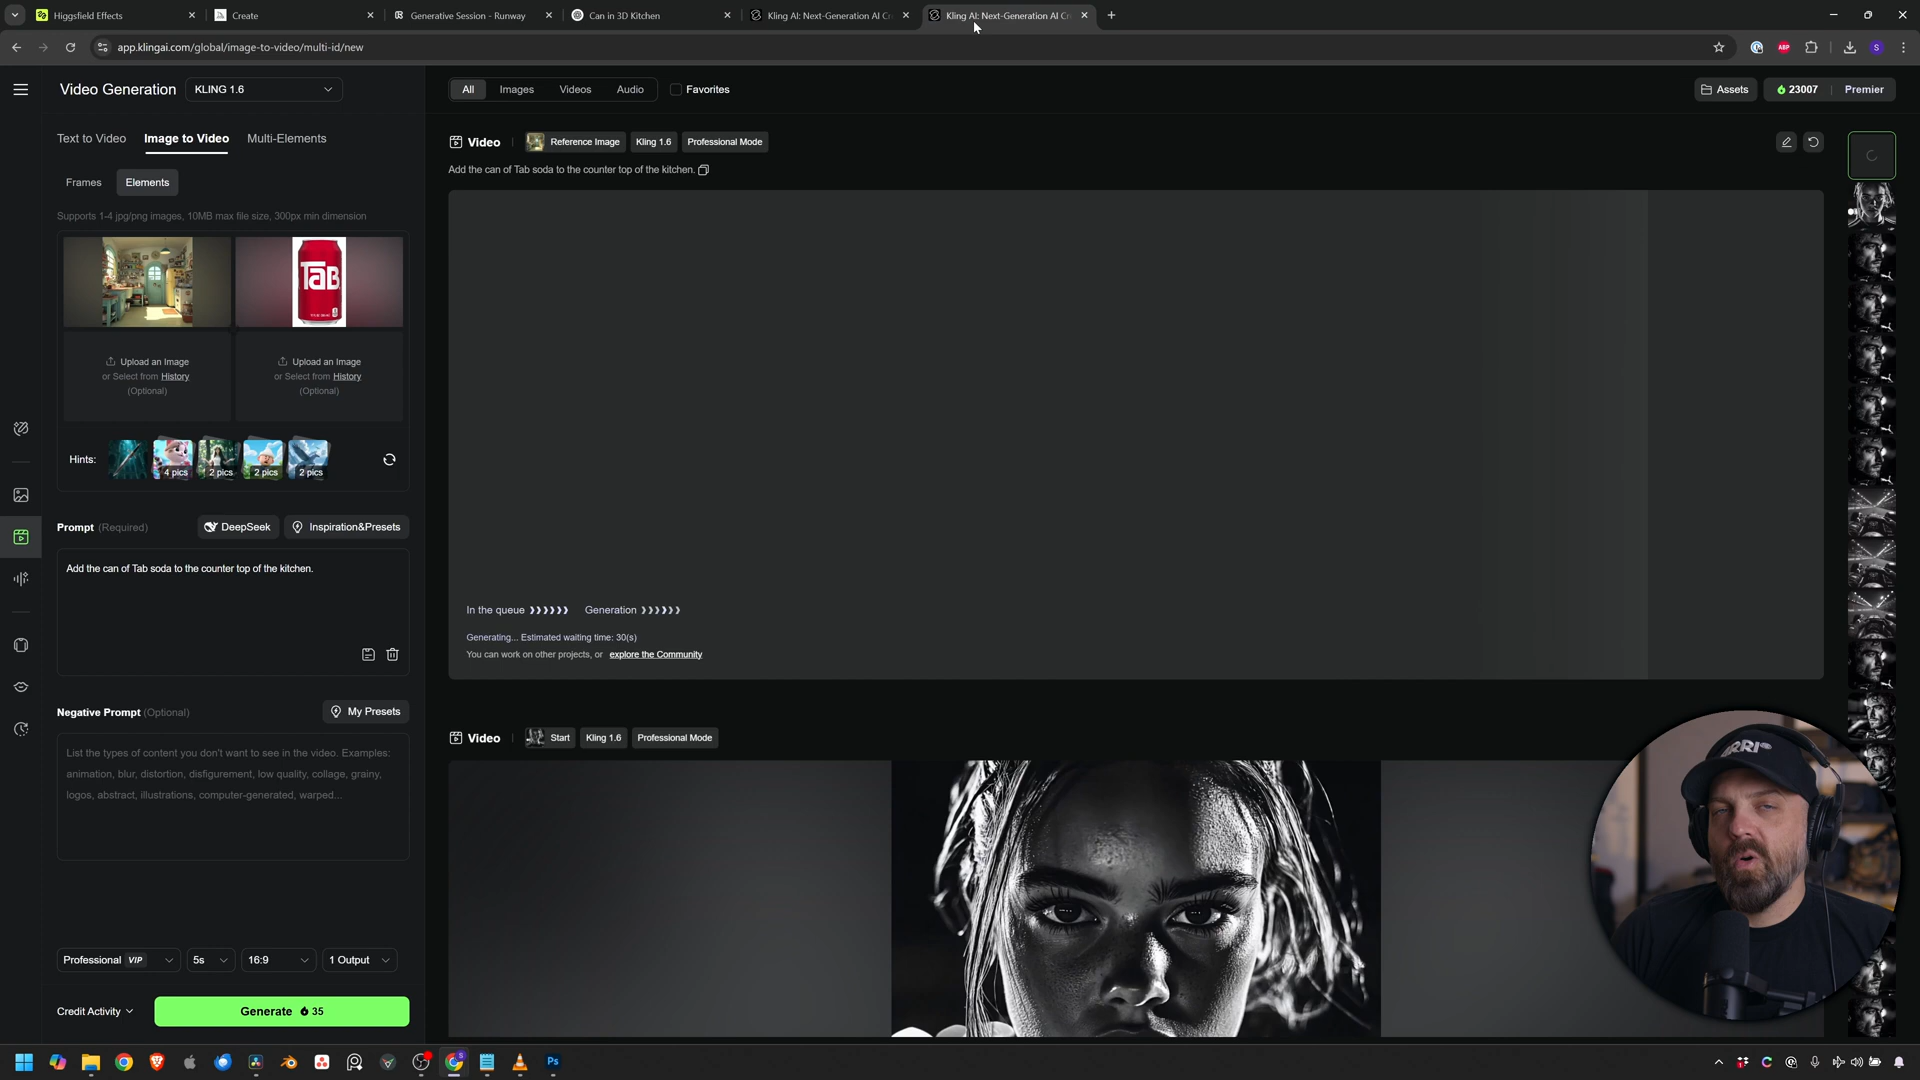 Higgsfield Effects
Create
Generative Session - Runway
Can in 3D Kitchen
Kling AI: Next-Generation AI Cr
Kling AI: Next-Generation AI Cr
app.klingai.com/global/image-to-video/multi-id/new
ABP
S
Video Generation
KLING 1.6
All
Images
Videos
Audio
Favorites
Assets
23007
Premier
Text to Video
Image to Video
Multi-Elements
Video
Reference Image
Kling 1.6
Professional Mode
Add the can of Tab soda to the counter top of the kitchen.
Frames
Elements
Supports 1-4 jpg/png images, 10MB max file size, 300px min dimension
TaB
Upload an Image
or Select from History
(Optional)
Upload an Image
or Select from History
(Optional)
Hints:
4 pics
2 pics
2 pics
2 pics
Prompt (Required)
DeepSeek
Inspiration&Presets
Add the can of Tab soda to the counter top of the kitchen.
In the queue
Generation
Generating... Estimated waiting time: 30(s)
You can work on other projects, or explore the Community
Negative Prompt (Optional)
My Presets
List the types of content you don't want to see in the video. Examples:
animation, blur, distortion, disfigurement, low quality, collage, grainy,
logos, abstract, illustrations, computer-generated, warped...
Video
Start
Kling 1.6
Professional Mode
ARRI
Professional VIP
5s
16:9
1 Output
Credit Activity
Generate 35
Ps